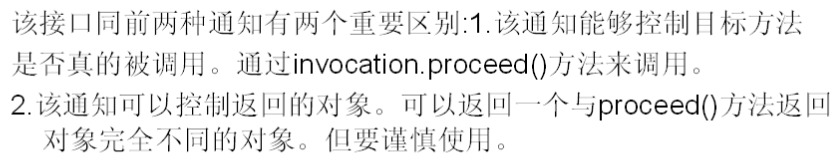 该接口同前两种通知有两个重要区别:1.该通知能够控制目标方法
是否真的被调用。通过invocation.proceed()方法来调用。
2.该通知可以控制返回的对象。可以返回一个与proceed()方法返回
对象完全不同的对象。但要谨慎使用。